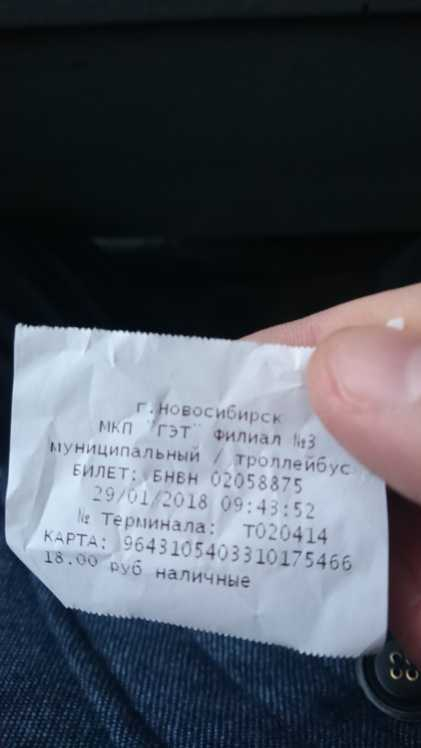 г.Новосибирск
МКП "ГЭТ" Филиал №3
муниципальный / троллейбус
БИЛЕТ: БНВН 02058875
29/01/2018 09:43:52
№ Терминала: T020414
КАРТА: 9643105403310175466
18.00 руб наличные